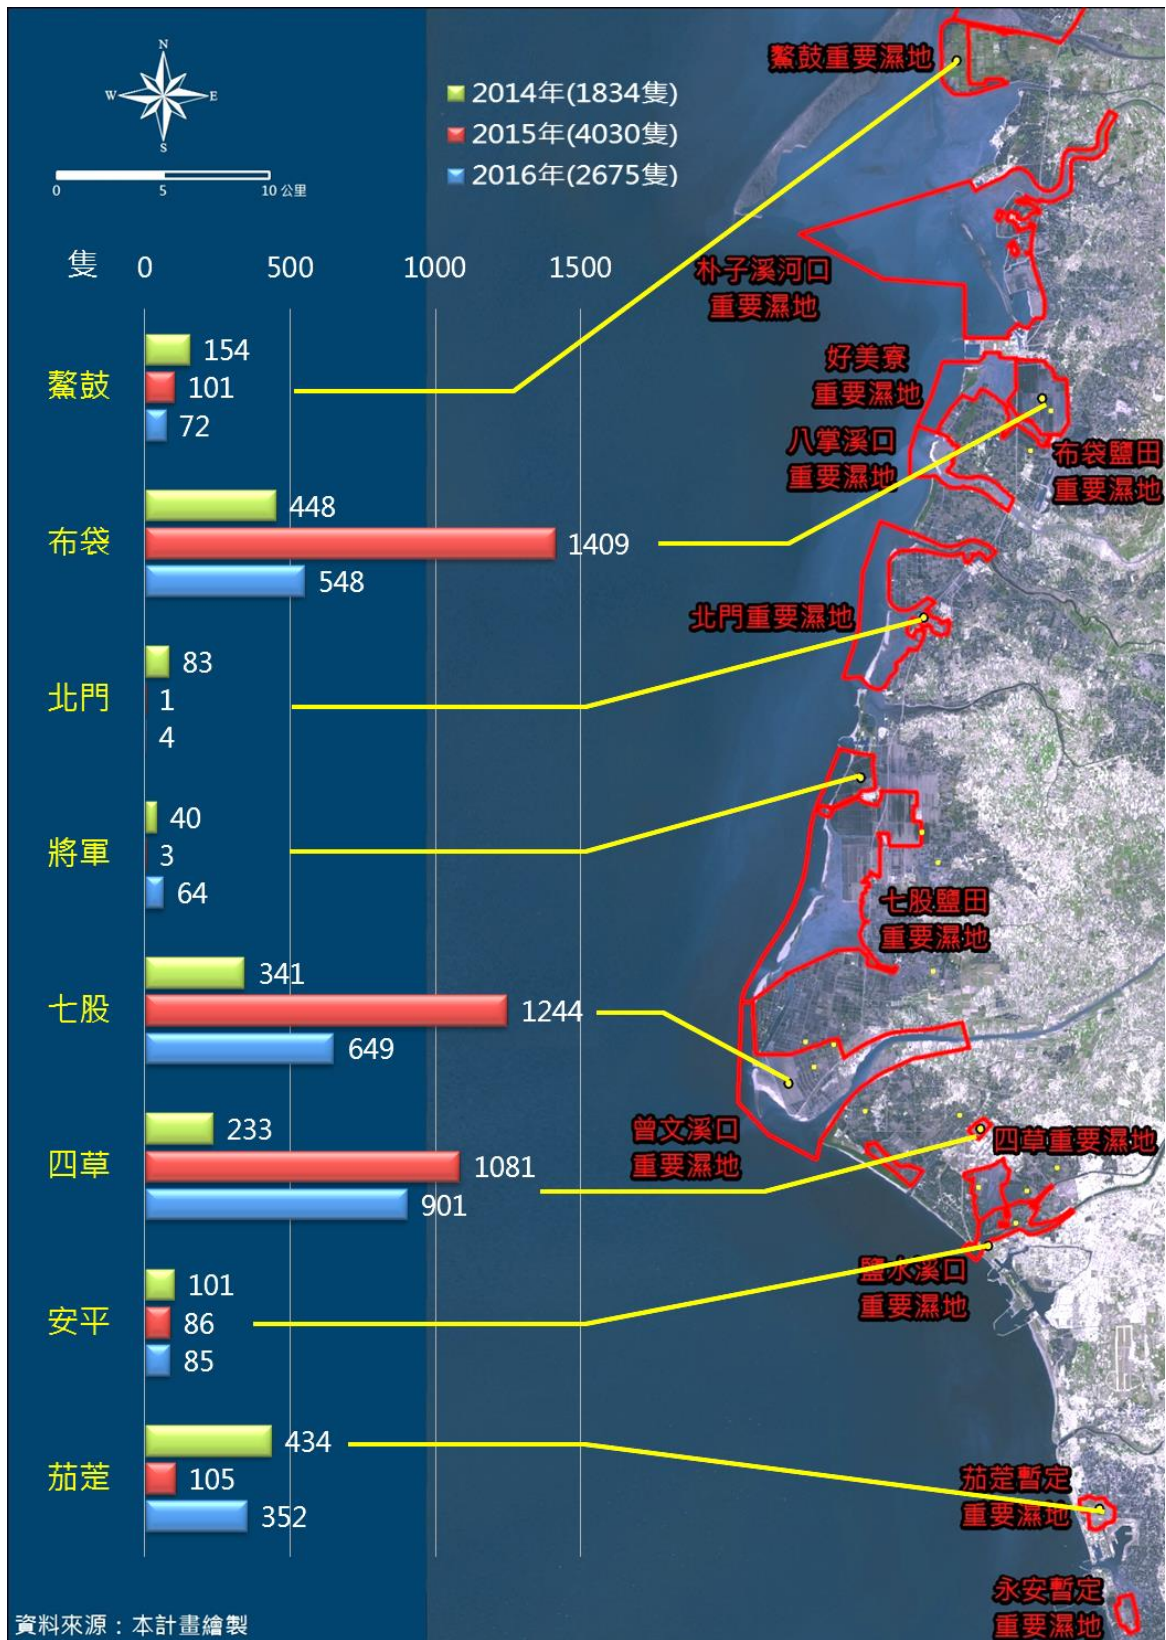 N
W
E
S
0
5
10 公里
2014年(1834隻)
2015年(4030隻)
2016年(2675隻)
隻
0
500
1000
1500
鰲鼓
154
101
72
布袋
448
1409
548
北門
83
1
4
將軍
40
3
64
七股
341
1244
649
四草
233
1081
901
安平
101
86
85
茄萣
434
105
352
鰲鼓重要濕地
朴子溪河口
重要濕地
好美寮
重要濕地
八掌溪口
重要濕地
布袋鹽田
重要濕地
北門重要濕地
七股鹽田
重要濕地
曾文溪口
重要濕地
四草重要濕地
鹽水溪口
重要濕地
茄萣暫定
重要濕地
永安暫定
重要濕地
資料來源：本計畫繪製